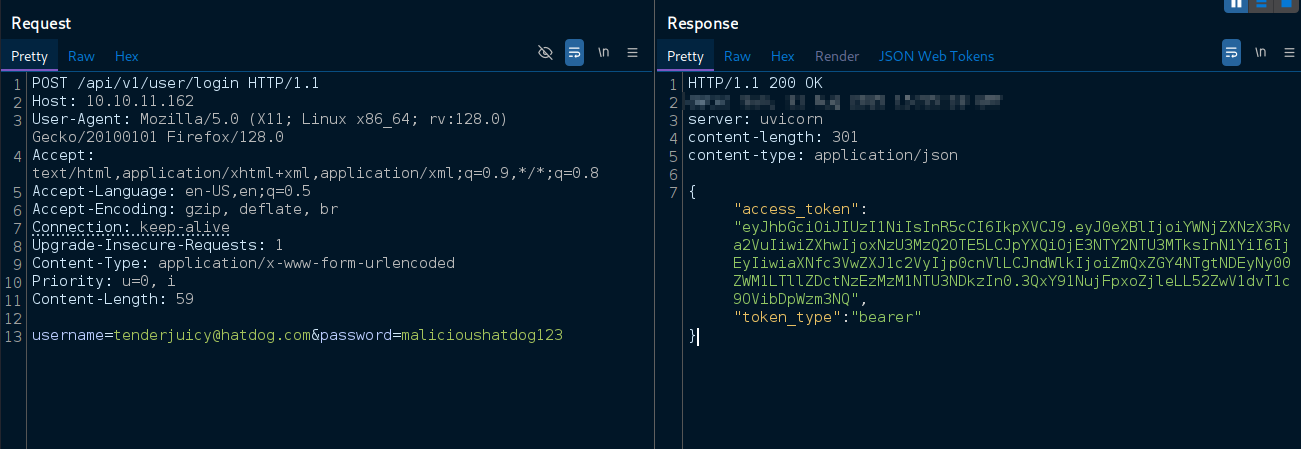 Request
Pretty Raw Hex \n
1 POST /api/v1/user/login HTTP/1.1
2 Host: 10.10.11.162
3 User-Agent: Mozilla/5.0 (X11; Linux x86_64; rv:128.0)
Gecko/20100101 Firefox/128.0
4 Accept:
text/html,application/xhtml+xml,application/xml;q=0.9,*/*;q=0.8
5 Accept-Language: en-US,en;q=0.5
6 Accept-Encoding: gzip, deflate, br
7 Connection: keep-alive
8 Upgrade-Insecure-Requests: 1
9 Content-Type: application/x-www-form-urlencoded
10 Priority: u=0, i
11 Content-Length: 59
12
13 username=tenderjuicy@hatdog.com&password=malicioushatdog123
Response
Pretty Raw Hex Render JSON Web Tokens \n
1 HTTP/1.1 200 OK
2
3 server: uvicorn
4 content-length: 301
5 content-type: application/json
6
7 {
"access_token":
"eyJhbGciOiJIUzI1NiIsInR5cCI6IkpXVCJ9.eyJ0eXBlIjoiYWNjZXNzX3Rv
a2VuIiwiZXhwIjoxNzU3MzQ2OTE5LCJpYXQiOjE3NTY2NTU3MTksInN1YiI6Ij
EyIiwiaXNfc3VwZXJ1c2VyIjp0cnVlLCJndWlkIjoiZmQxZGY4NTgtNDEyNy00
ZWM1LTllZDctNzEzMzM1NTU3NDkzIn0.3QxY91NujFpxoZjleLL52ZwV1dvT1c
9OVibDpWzm3NQ",
"token_type":"bearer"
}